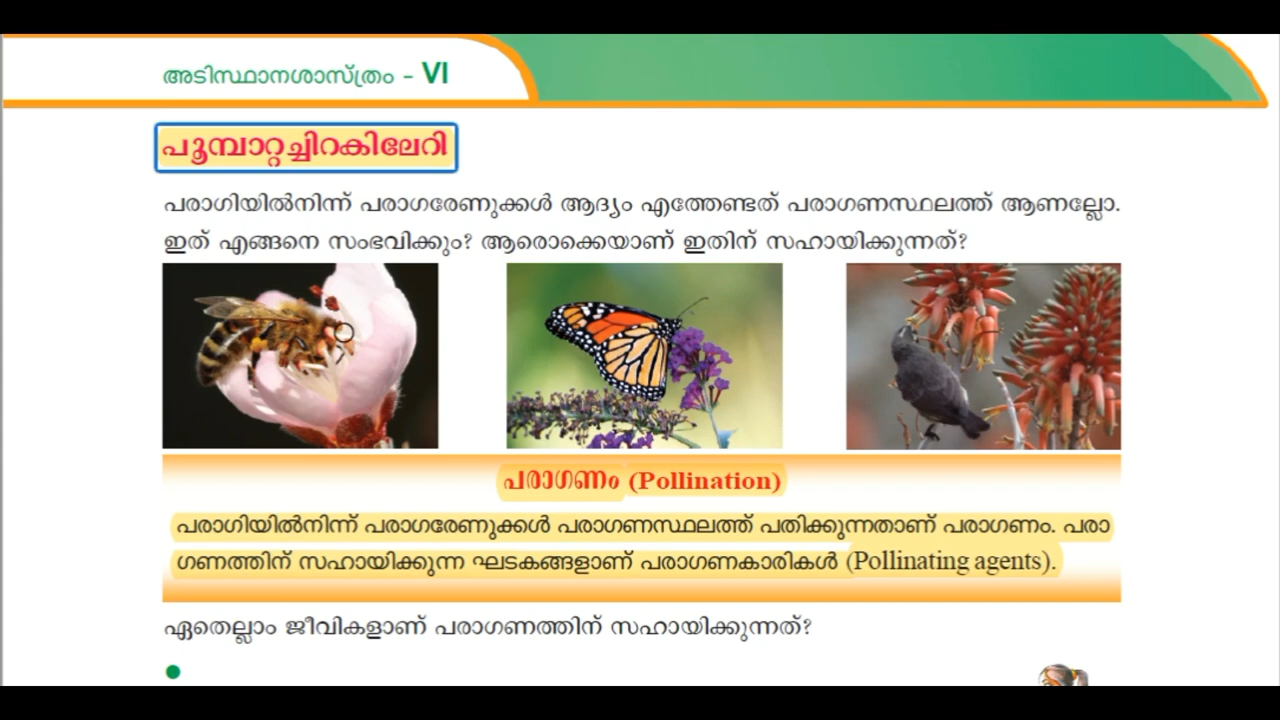 അടിസ്ഥാനശാസ്ത്രം - VI
പൂമ്പാറ്റച്ചിറകിലേറി
പരാഗിയിൽനിന്ന് പരാഗരേണുക്കൾ ആദ്യം എത്തേണ്ടത് പരാഗണസ്ഥലത്ത് ആണല്ലോ.
ഇത് എങ്ങനെ സംഭവിക്കും? ആരൊക്കെയാണ് ഇതിന് സഹായിക്കുന്നത്?
പരാഗണം (Pollination)
പരാഗിയിൽനിന്ന് പരാഗരേണുക്കൾ പരാഗണസ്ഥലത്ത് പതിക്കുന്നതാണ് പരാഗണം. പരാ
ഗണത്തിന് സഹായിക്കുന്ന ഘടകങ്ങളാണ് പരാഗണകാരികൾ (Pollinating agents).
ഏതെല്ലാം ജീവികളാണ് പരാഗണത്തിന് സഹായിക്കുന്നത്?